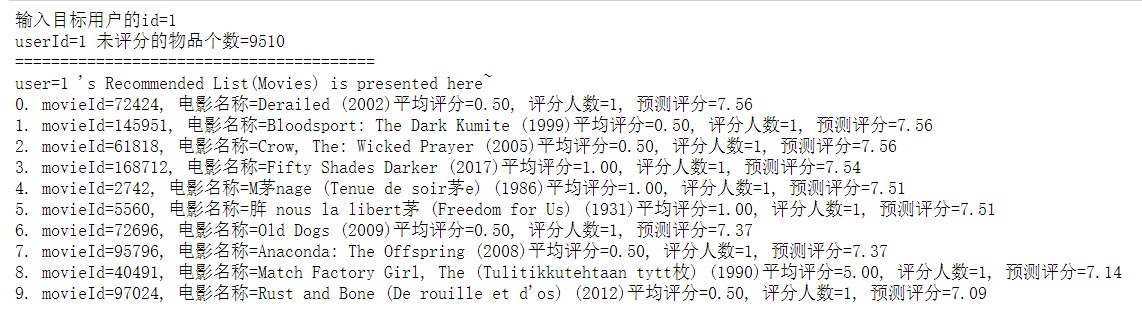 输入目标用户的id=1
userId=1 未评分的物品个数=9510
========================================
user=1 's Recommended List(Movies) is presented here~
0. movieId=72424, 电影名称=Derailed (2002)平均评分=0.50, 评分人数=1, 预测评分=7.56
1. movieId=145951, 电影名称=Bloodsport: The Dark Kumite (1999)平均评分=0.50, 评分人数=1, 预测评分=7.56
2. movieId=61818, 电影名称=Crow, The: Wicked Prayer (2005)平均评分=0.50, 评分人数=1, 预测评分=7.56
3. movieId=168712, 电影名称=Fifty Shades Darker (2017)平均评分=1.00, 评分人数=1, 预测评分=7.54
4. movieId=2742, 电影名称=M茅nage (Tenue de soir茅e) (1986)平均评分=1.00, 评分人数=1, 预测评分=7.51
5. movieId=5560, 电影名称=脌 nous la libert茅 (Freedom for Us) (1931)平均评分=1.00, 评分人数=1, 预测评分=7.51
6. movieId=72696, 电影名称=Old Dogs (2009)平均评分=0.50, 评分人数=1, 预测评分=7.37
7. movieId=95796, 电影名称=Anaconda: The Offspring (2008)平均评分=0.50, 评分人数=1, 预测评分=7.37
8. movieId=40491, 电影名称=Match Factory Girl, The (Tulitikkutehtaan tytt枚) (1990)平均评分=5.00, 评分人数=1, 预测评分=7.14
9. movieId=97024, 电影名称=Rust and Bone (De rouille et d'os) (2012)平均评分=0.50, 评分人数=1, 预测评分=7.09